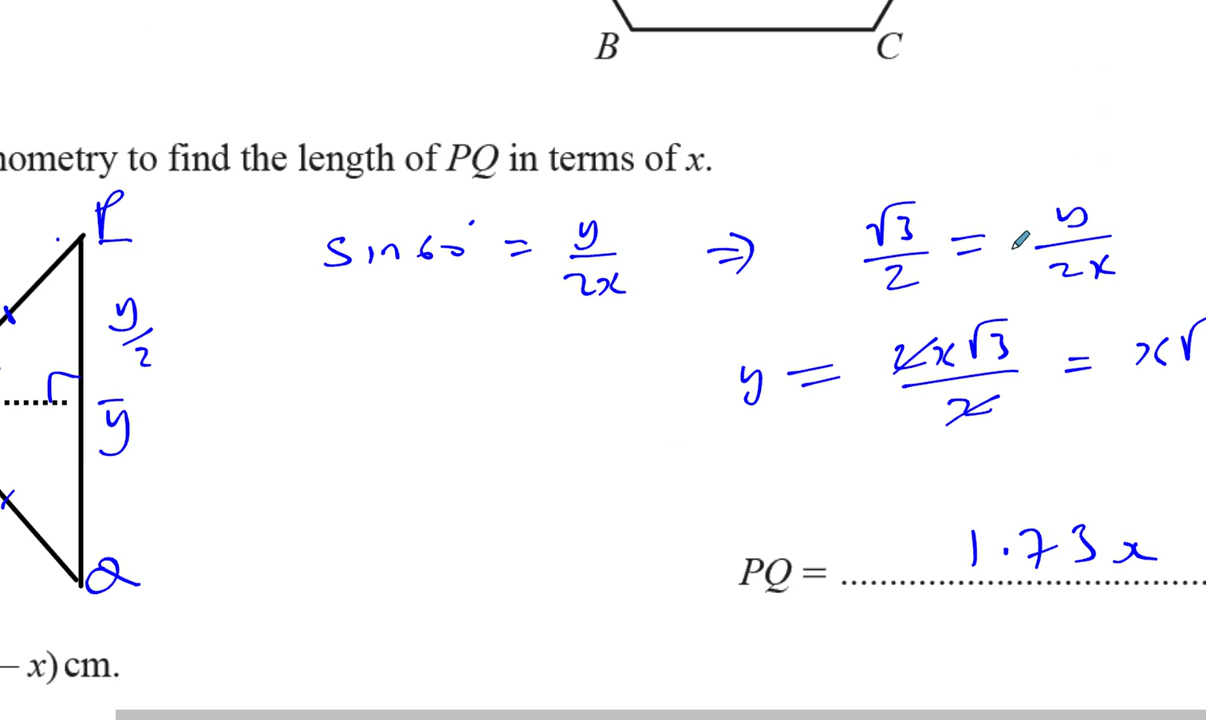 B C
nometry to find the length of PQ in terms of x.
P
sin 60° = y/2x ⇒ √3/2 = y/2x
y/2
y = 2x√3/2 = x√
y
1.73x
PQ = ........................................
Q
– x) cm.